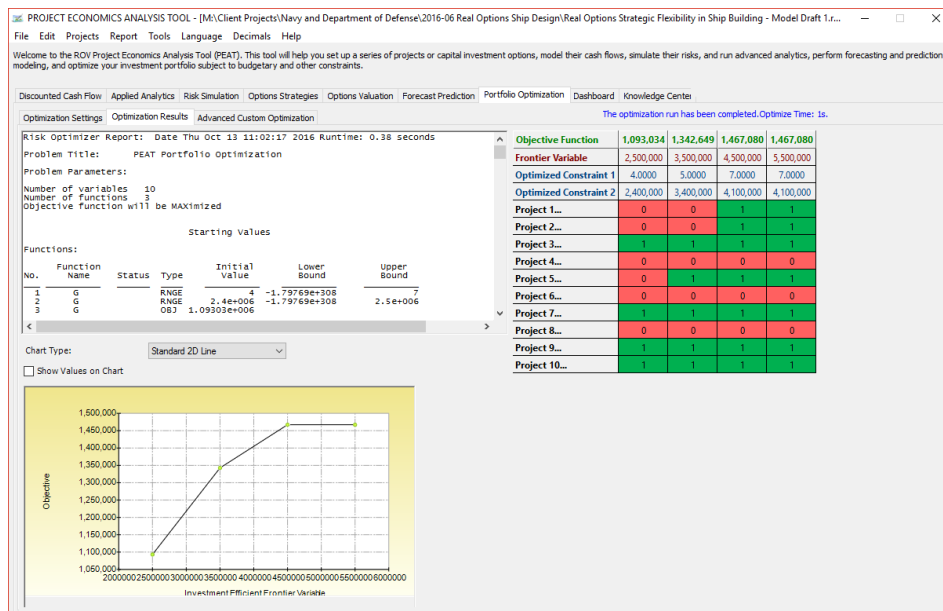 PROJECT ECONOMICS ANALYSIS TOOL - [M:\Client Projects\Navy and Department of Defense\2016-06 Real Options Ship Design\Real Options Strategic Flexibility in Ship Building - Model Draft 1.r...
File Edit Projects Report Tools Language Decimals Help
Welcome to the ROV Project Economics Analysis Tool (PEAT). This tool will help you set up a series of projects or capital investment options, model their cash flows, simulate their risks, and run advanced analytics, perform forecasting and prediction
modeling, and optimize your investment portfolio subject to budgetary and other constraints.
Discounted Cash Flow Applied Analytics Risk Simulation Options Strategies Options Valuation Forecast Prediction Portfolio Optimization Dashboard Knowledge Center
Optimization Settings Optimization Results Advanced Custom Optimization
The optimization run has been completed.Optimize Time: 1s.
Risk Optimizer Report: Date Thu Oct 13 11:02:17 2016 Runtime: 0.38 seconds
Problem Title: PEAT Portfolio Optimization
Problem Parameters:
Number of variables 10
Number of functions 3
Objective function will be MAXimized
Starting Values
Functions:
Function Initial Lower Upper
No. Name Status Type Value Bound Bound
1 G RNGE 4 -1.79769e+308 7
2 G RNGE 2.4e+006 -1.79769e+308 2.5e+006
3 G OBJ 1.09303e+006
Objective Function 1,093,034 1,342,649 1,467,080 1,467,080
Frontier Variable 2,500,000 3,500,000 4,500,000 5,500,000
Optimized Constraint 1 4.0000 5.0000 7.0000 7.0000
Optimized Constraint 2 2,400,000 3,400,000 4,100,000 4,100,000
Project 1... 0 0 1 1
Project 2... 0 0 1 1
Project 3... 1 1 1 1
Project 4... 0 0 0 0
Project 5... 0 1 1 1
Project 6... 0 0 0 0
Project 7... 1 1 1 1
Project 8... 0 0 0 0
Project 9... 1 1 1 1
Project 10... 1 1 1 1
Chart Type: Standard 2D Line
Show Values on Chart
1,500,000
1,450,000
1,400,000
1,350,000
1,300,000
1,250,000
1,200,000
1,150,000
1,100,000
1,050,000
Objective
2000000 2500000 3000000 3500000 4000000 4500000 5000000 5500000 6000000
Investment Efficient Frontier Variable